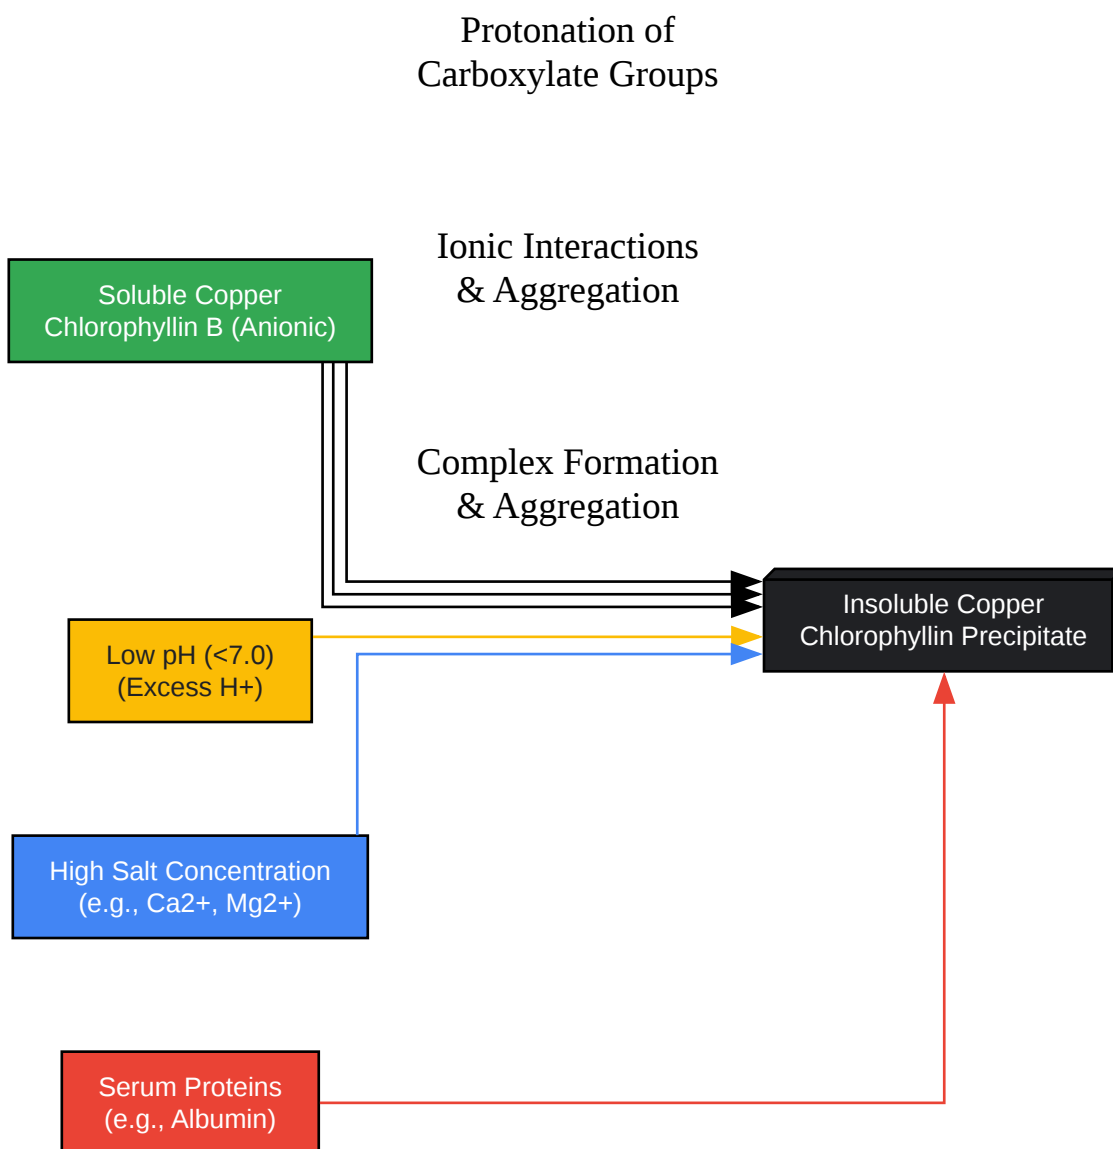 Protonation of
Carboxylate Groups
Ionic Interactions
& Aggregation
Soluble Copper
Chlorophyllin B (Anionic)
Complex Formation
& Aggregation
Insoluble Copper
Chlorophyllin Precipitate
Low pH (<7.0)
(Excess H+)
High Salt Concentration
(e.g., Ca2+, Mg2+)
Serum Proteins
(e.g., Albumin)